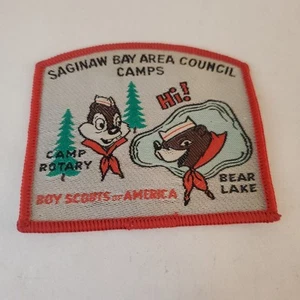 SAGINAW BAY AREA COUNCIL
CAMPS
Hi!
CAMP
ROTARY
BEAR
LAKE
BOY SCOUTS OF AMERICA